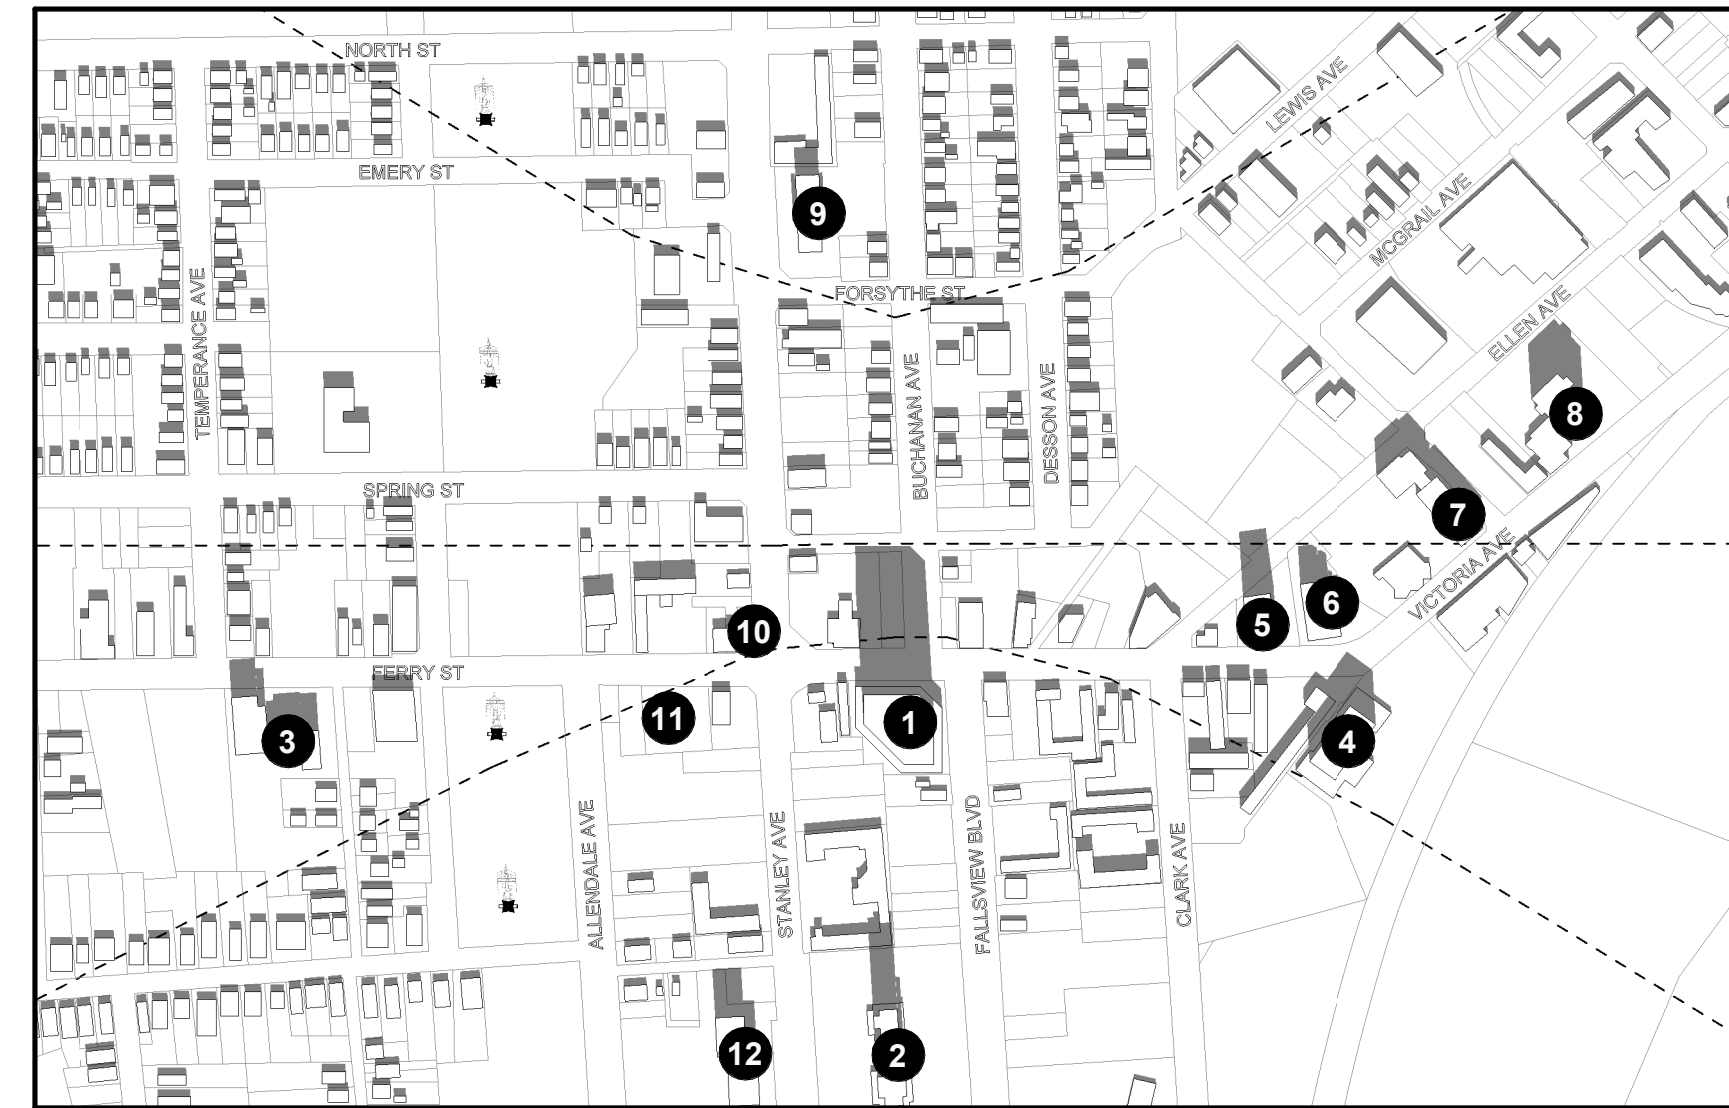 NORTH ST
LEWIS AVE
EMERY ST
9
MCGRAIL AVE
FORSYTHE ST
TEMPERANCE AVE
ELLEN AVE
BUCHANAN AVE
DESSON AVE
8
SPRING ST
7
VICTORIA AVE
6
5
10
FERRY ST
11
1
3
4
ALLENDALE AVE
STANLEY AVE
FALLSVIEW BLVD
CLARK AVE
12
2